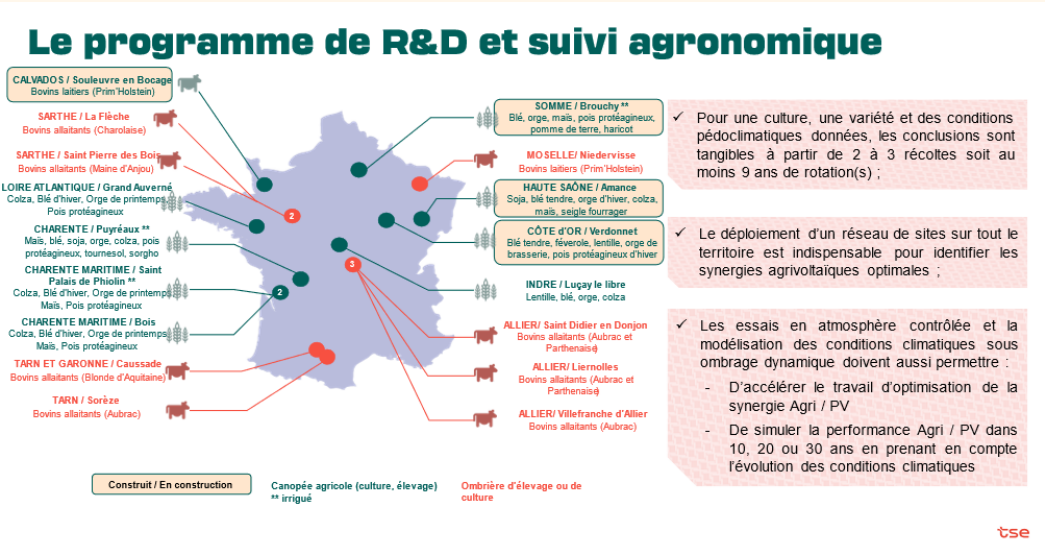 Le programme de R&D et suivi agronomique
CALVADOS / Souleuvre en Bocage
Bovins laitiers (Prim'Holstein)
SARTHE / La Flèche
Bovins allaitants (Charolaise)
SARTHE / Saint Pierre des Bois
Bovins allaitants (Maine d'Anjou)
LOIRE ATLANTIQUE / Grand Auverné
Colza, Blé d'hiver, Orge de printemps,
Pois protéagineux
CHARENTE / Puyréaux **
Maïs, blé, soja, orge, colza, pois
protéagineux, tournesol, sorgho
CHARENTE MARITIME / Saint
Palais de Phiolin **
Colza, Blé d'hiver, Orge de printemps,
Maïs, Pois protéagineux
CHARENTE MARITIME / Bois
Colza, Blé d'hiver, Orge de printemps,
Maïs, Pois protéagineux
TARN ET GARONNE / Caussade
Bovins allaitants (Blonde d'Aquitaine)
TARN / Sorèze
Bovins allaitants (Aubrac)
2
2
3
SOMME / Brouchy **
Blé, orge, maïs, pois protéagineux,
pomme de terre, haricot
MOSELLE/ Niedervisse
Bovins laitiers (Prim'Holstein)
HAUTE SAÔNE / Amance
Soja, blé tendre, orge d'hiver, colza,
maïs, seigle fourrager
CÔTE D'OR / Verdonnet
Blé tendre, féverole, lentille, orge de
brasserie, pois protéagineux d'hiver
INDRE / Luçay le libre
Lentille, blé, orge, colza
ALLIER/ Saint Didier en Donjon
Bovins allaitants (Aubrac et
Parthenaise)
ALLIER/ Liernolles
Bovins allaitants (Aubrac et
Parthenaise)
ALLIER/ Villefranche d'Allier
Bovins allaitants (Aubrac)
Construit / En construction
Canopée agricole (culture, élevage)
** irrigué
Ombrière d'élevage ou de
culture
✓ Pour une culture, une variété et des conditions
pédoclimatiques données, les conclusions sont
tangibles à partir de 2 à 3 récoltes soit au
moins 9 ans de rotation(s) ;
✓ Le déploiement d'un réseau de sites sur tout le
territoire est indispensable pour identifier les
synergies agrivoltaïques optimales ;
✓ Les essais en atmosphère contrôlée et la
modélisation des conditions climatiques sous
ombrage dynamique doivent aussi permettre :
- D'accélérer le travail d'optimisation de la
synergie Agri / PV
- De simuler la performance Agri / PV dans
10, 20 ou 30 ans en prenant en compte
l'évolution des conditions climatiques
tse